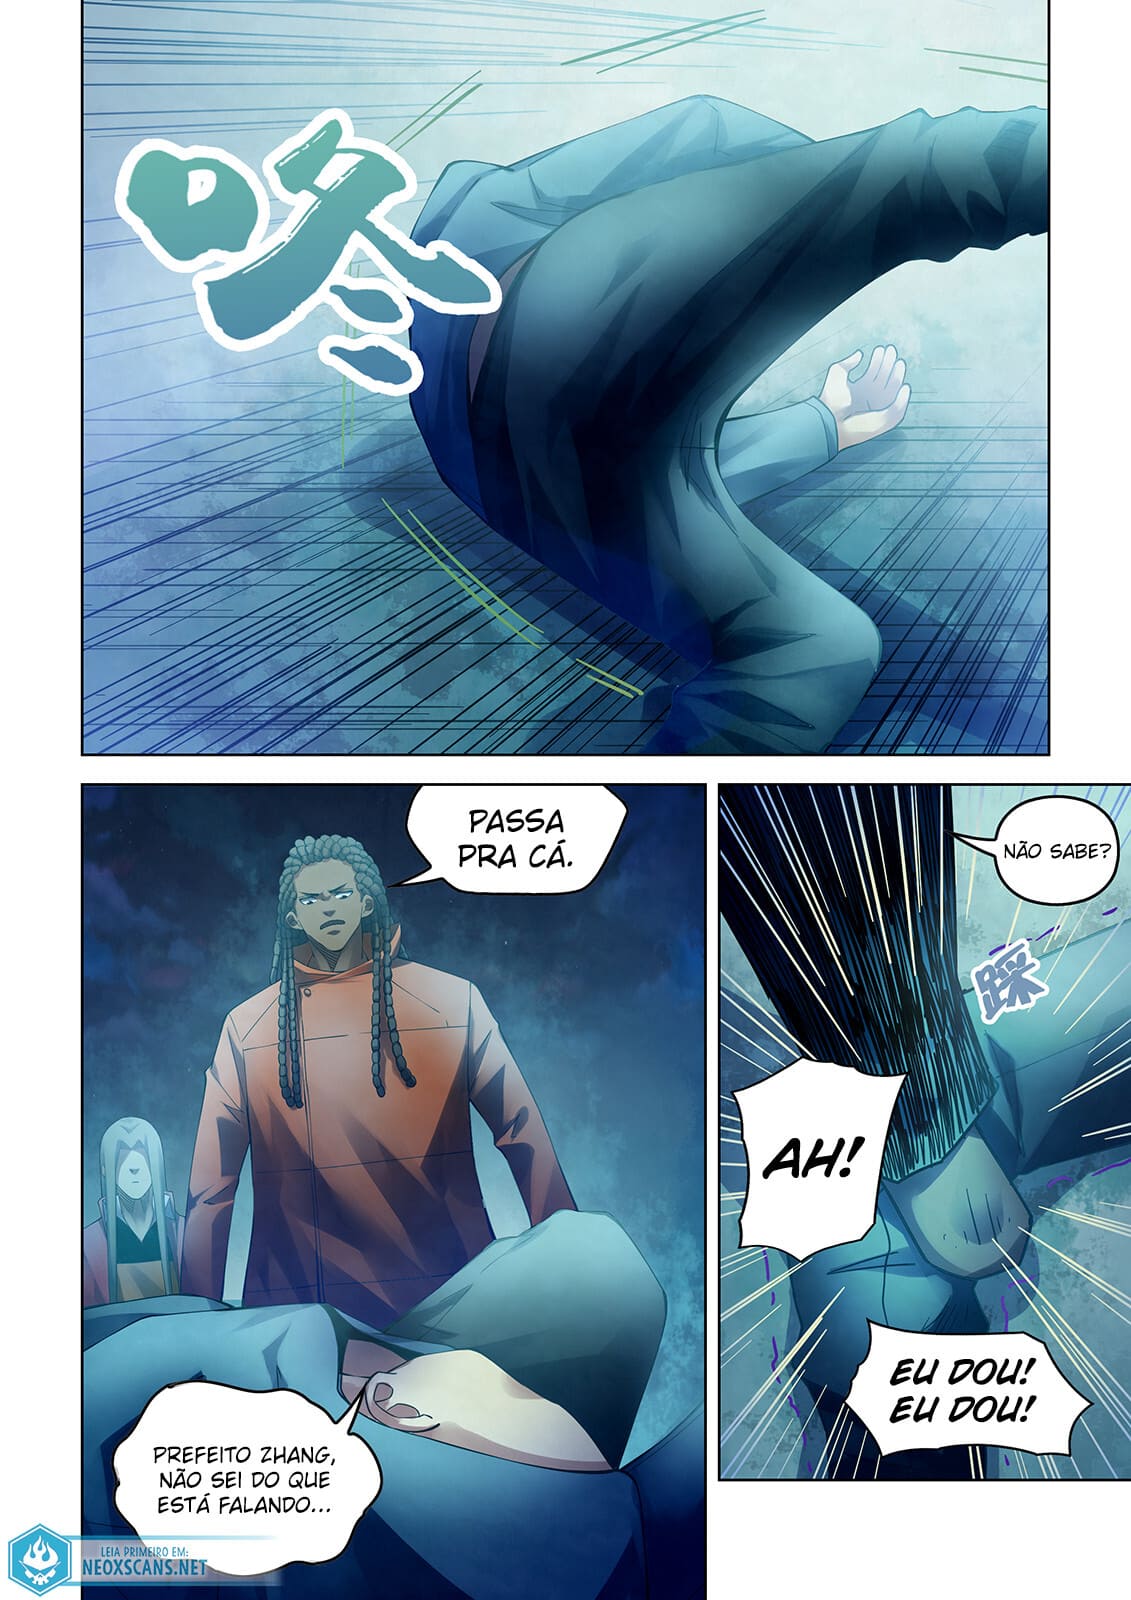 咚
PASSA
PRA CÁ.
PREFEITO ZHANG,
NÃO SEI DO QUE
ESTÁ FALANDO...
NÃO SABE?
踩
AH!
EU DOU!
EU DOU!
LEIA PRIMEIRO EM:
NEOXSCANS.NET